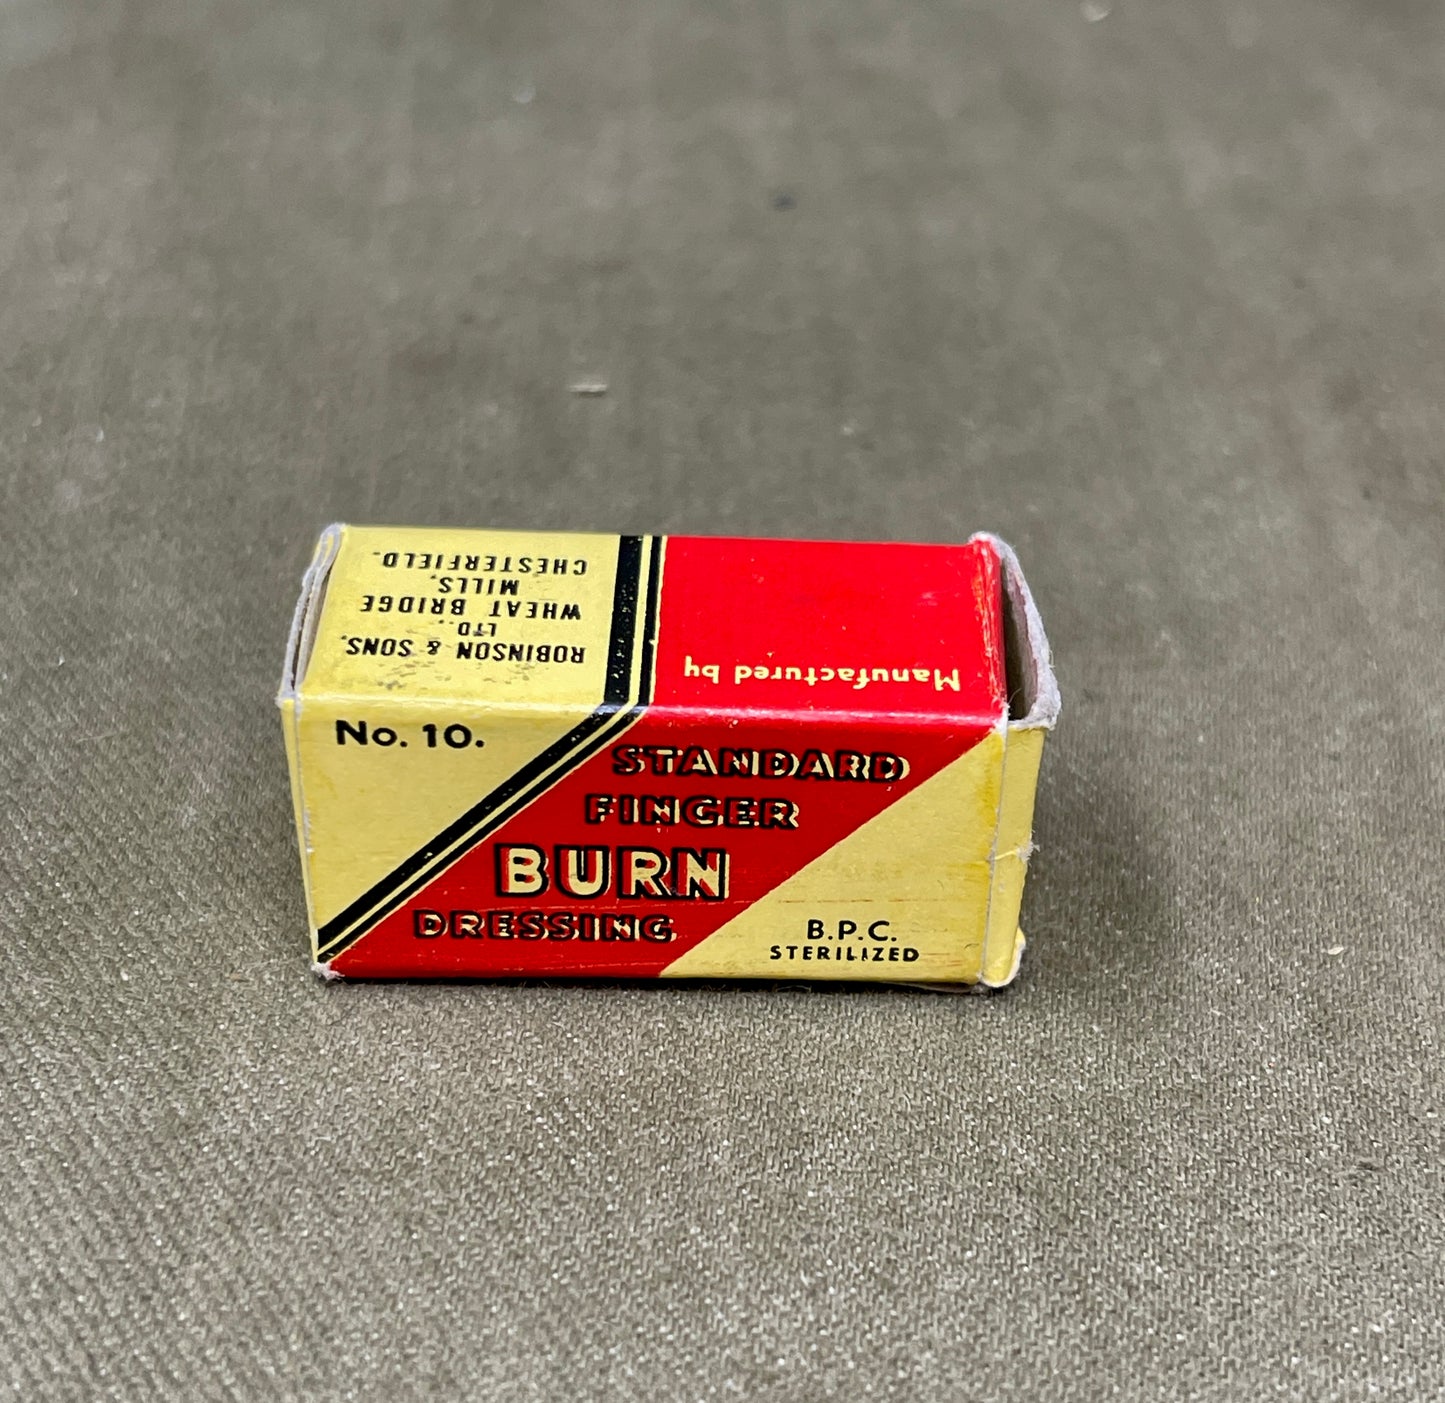 Manufactured by
ROBINSON & SONS,
LTD.,
WHEAT BRIDGE
MILLS,
CHESTERFIELD.
No. 10.
STANDARD
FINGER
BURN
DRESSING
B.P.C.
STERILIZED